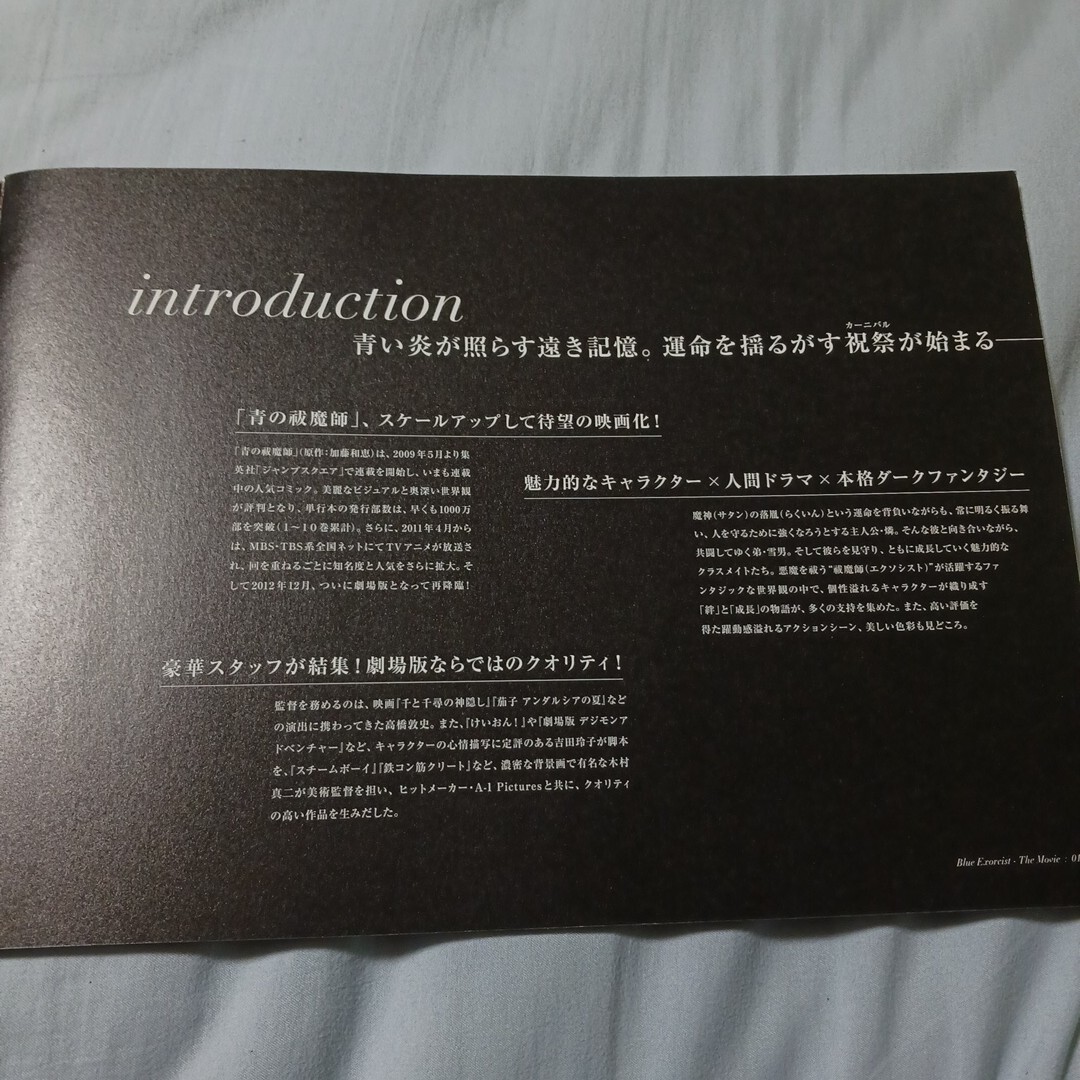 introduction
カーニバル
青い炎が照らす遠き記憶。運命を揺るがす祝祭が始まる——
「青の祓魔師」、スケールアップして待望の映画化！
「青の祓魔師」（原作：加藤和恵）は、2009年5月より集
英社「ジャンプスクエア」で連載を開始し、いまも連載
中の人気コミック。美麗なビジュアルと奥深い世界観
が評判となり、単行本の発行部数は、早くも1000万
部を突破（1〜10巻累計）。さらに、2011年4月から
は、MBS・TBS系全国ネットにてTVアニメが放送さ
れ、回を重ねるごとに知名度と人気をさらに拡大。そ
して2012年12月、ついに劇場版となって再降臨！
魅力的なキャラクター×人間ドラマ×本格ダークファンタジー
魔神（サタン）の落胤（らくいん）という運命を背負いながらも、常に明るく振る舞
い、人を守るために強くなろうとする主人公・燐。そんな彼と向き合いながら、
共闘してゆく弟・雪男。そして彼らを見守り、ともに成長していく魅力的な
クラスメイトたち。悪魔を祓う“祓魔師（エクソシスト）”が活躍するファ
ンタジックな世界観の中で、個性溢れるキャラクターが織り成す
「絆」と「成長」の物語が、多くの支持を集めた。また、高い評価を
得た躍動感溢れるアクションシーン、美しい色彩も見どころ。
豪華スタッフが結集！劇場版ならではのクオリティ！
監督を務めるのは、映画『千と千尋の神隠し』『茄子 アンダルシアの夏』など
の演出に携わってきた高橋敦史。また、『けいおん！』や『劇場版 デジモンア
ドベンチャー』など、キャラクターの心情描写に定評のある吉田玲子が脚本
を、『スチームボーイ』『鉄コン筋クリート』など、濃密な背景画で有名な木村
真二が美術監督を担い、ヒットメーカー・A-1 Picturesと共に、クオリティ
の高い作品を生みだした。
Blue Exorcist · The Movie : 01